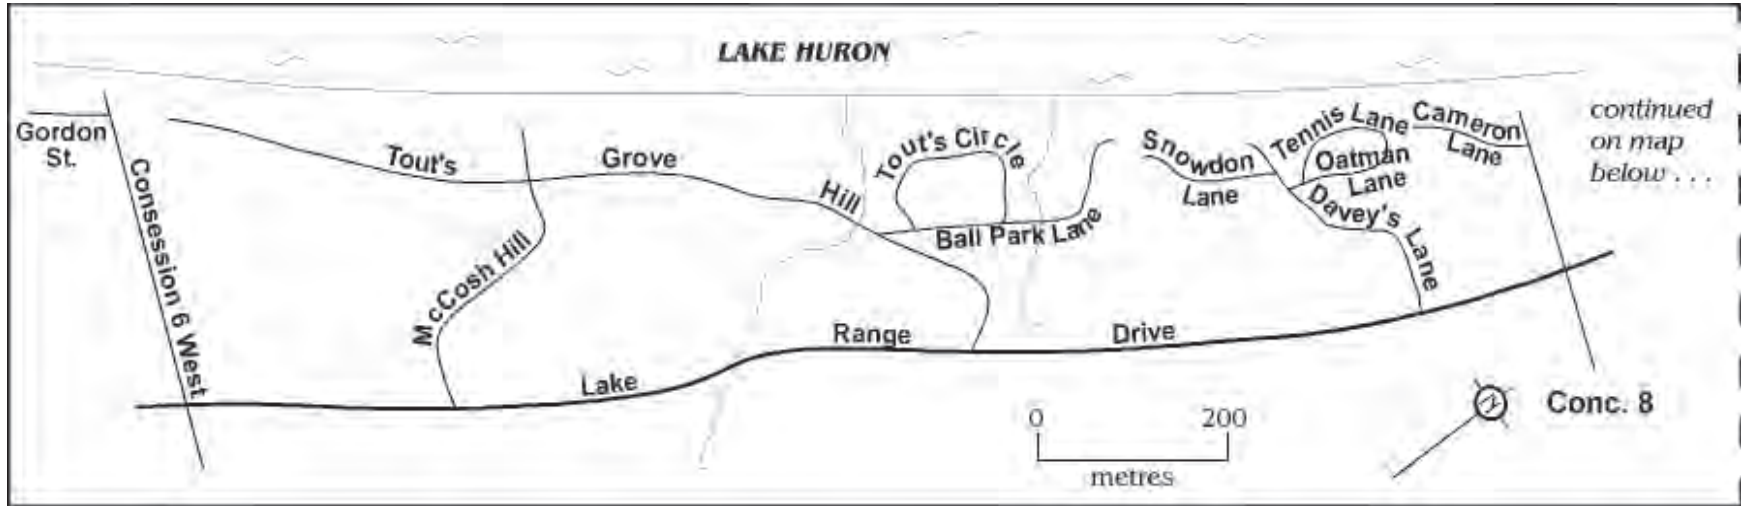 LAKE HURON
Gordon
St.
Consession 6 West
Tout's Grove Hill
McCosh Hill
Tout's Circle
Ball Park Lane
Snowdon
Lane
Tennis Lane
Oatman
Lane
Davey's Lane
Cameron
Lane
continued
on map
below . . .
Lake Range Drive
0 200
metres
N
Conc. 8